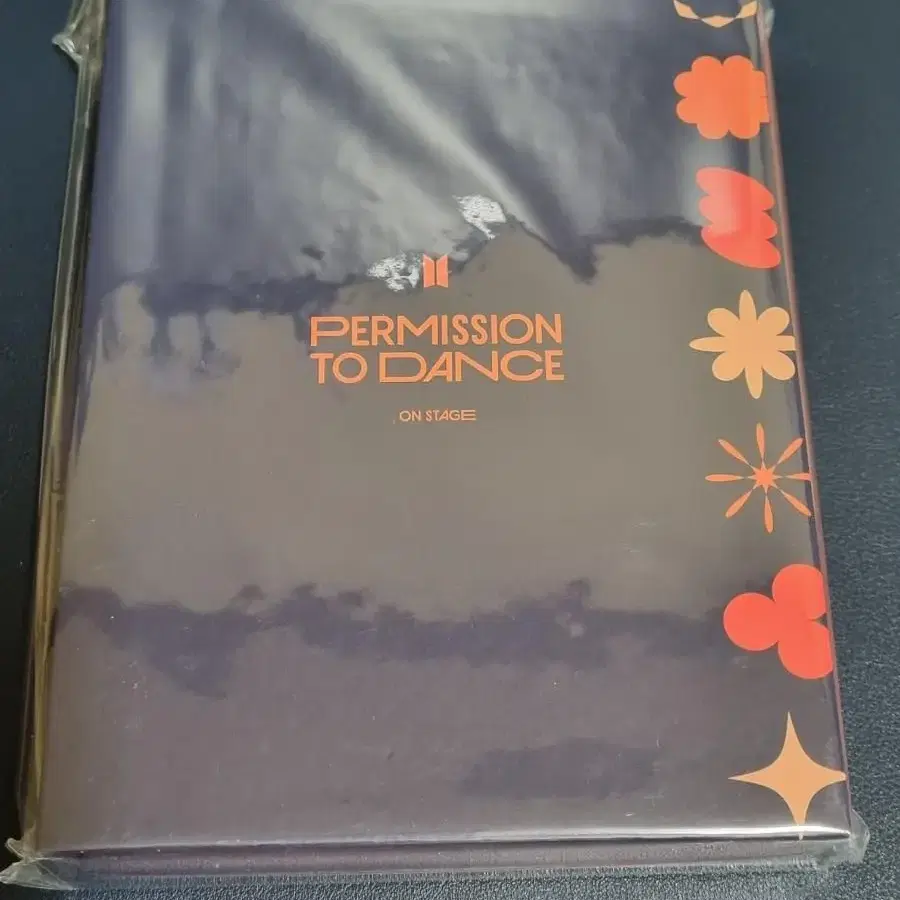 PERMISSION
TO DANCE
ON STAGE